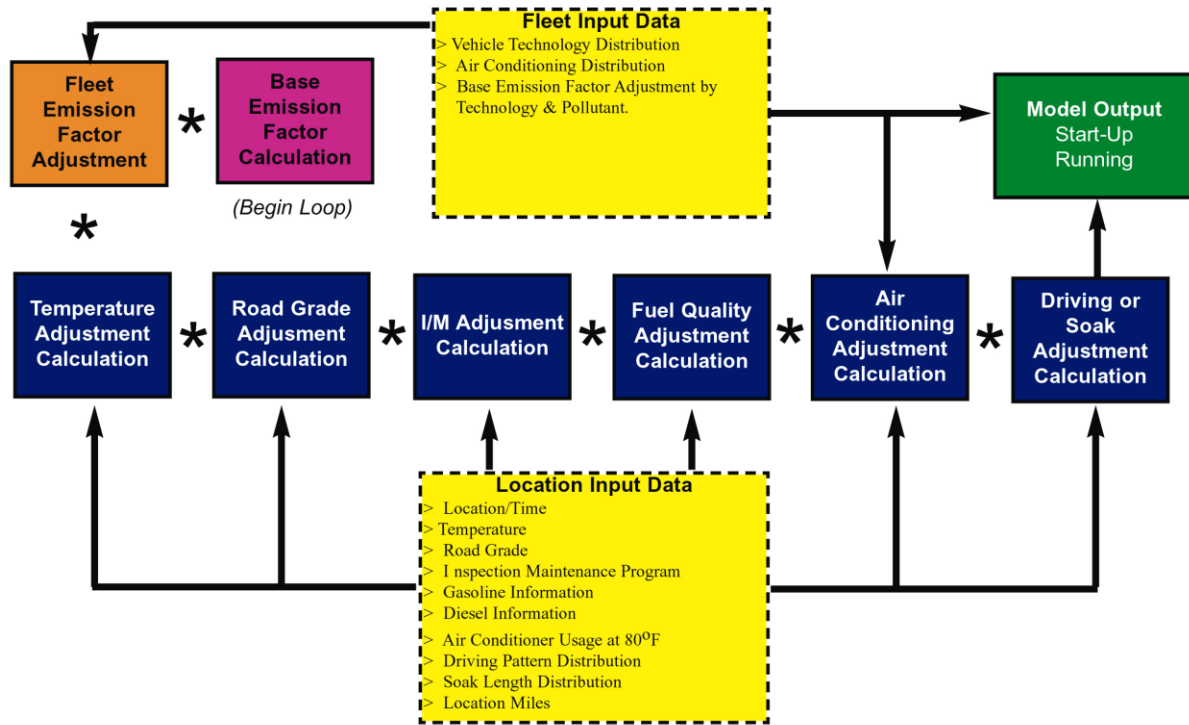 Fleet Input Data
> Vehicle Technology Distribution
> Air Conditioning Distribution
> Base Emission Factor Adjustment by
Technology & Pollutant.
Fleet
Emission
Factor
Adjustment
*
Base
Emission
Factor
Calculation
(Begin Loop)
Model Output
Start-Up
Running
*
Temperature
Adjustment
Calculation
*
Road Grade
Adjusment
Calculation
*
I/M Adjusment
Calculation
*
Fuel Quality
Adjustment
Calculation
*
Air
Conditioning
Adjustment
Calculation
*
Driving or
Soak
Adjustment
Calculation
Location Input Data
> Location/Time
> Temperature
> Road Grade
> I nspection Maintenance Program
> Gasoline Information
> Diesel Information
> Air Conditioner Usage at 80ºF
> Driving Pattern Distribution
> Soak Length Distribution
> Location Miles